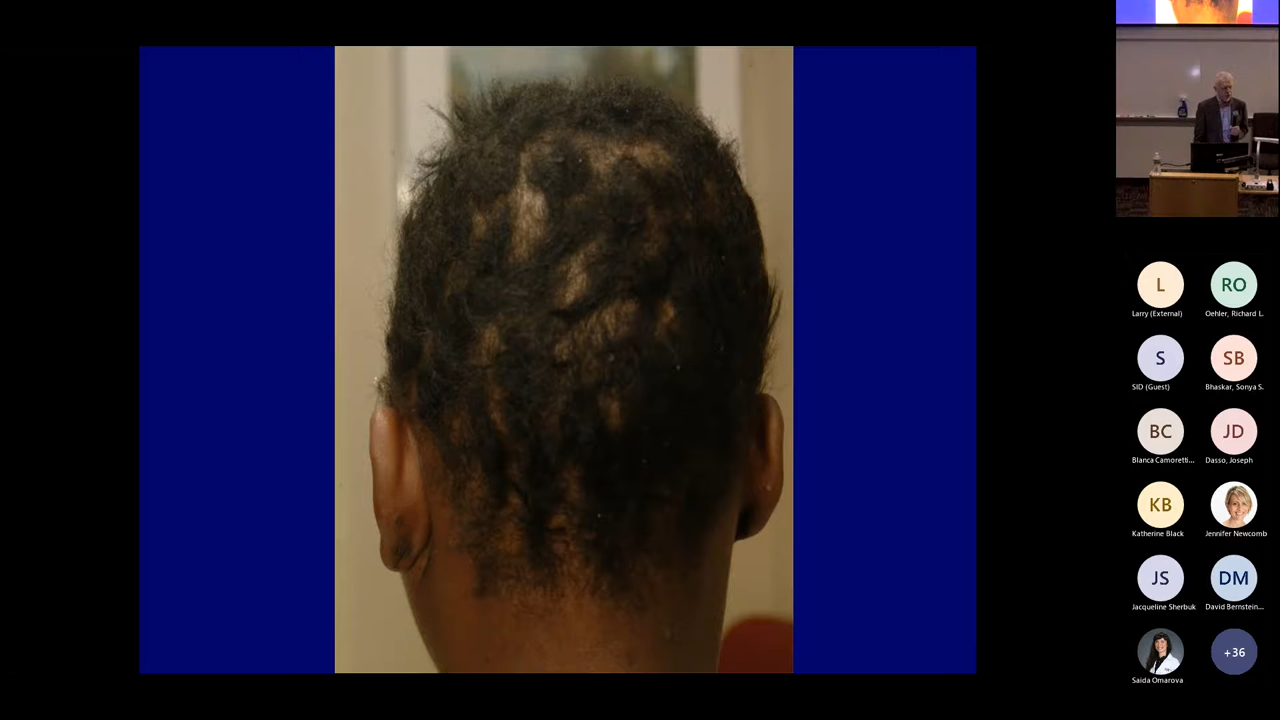 L
RO
Larry (External)
Oehler, Richard L.
S
SB
SID (Guest)
Bhaskar, Sonya S.
BC
JD
Blanca Camoretti...
Dasso, Joseph
KB
Katherine Black
Jennifer Newcomb
JS
DM
Jacqueline Sherbuk
David Bernstein...
+36
Saida Omarova